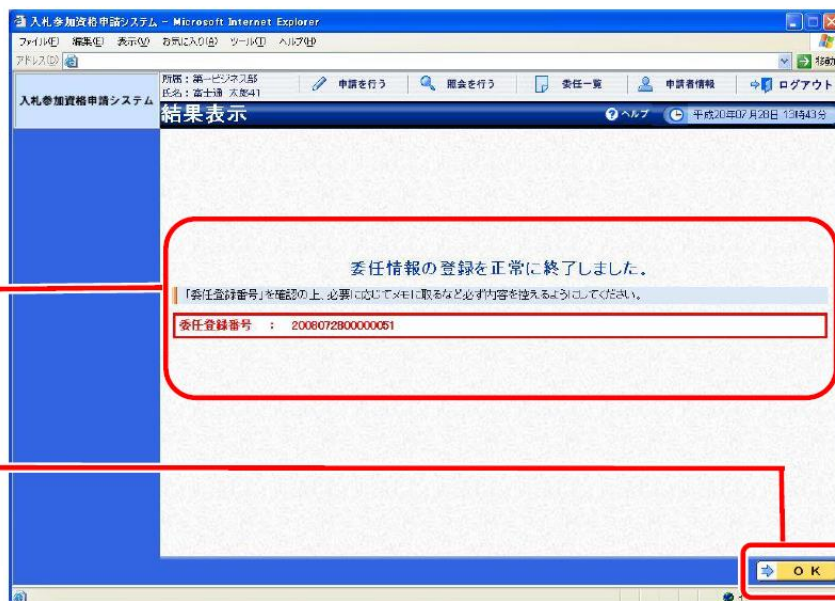 入札参加資格申請システム - Microsoft Internet Explorer
ファイル(F) 編集(E) 表示(V) お気に入り(A) ツール(T) ヘルプ(H)
アドレス(D) 移動
入札参加資格申請システム
所属：第一ビジネス部
氏名：富士通 太郎41
申請を行う 照会を行う 委任一覧 申請者情報 ログアウト
結果表示 ヘルプ 平成20年07月28日 13時43分
委任情報の登録を正常に終了しました。
「委任登録番号」を確認の上、必要に応じてメモに取るなど必ず内容を控えるようにしてください。
委任登録番号 ： 2008072800000051
OK